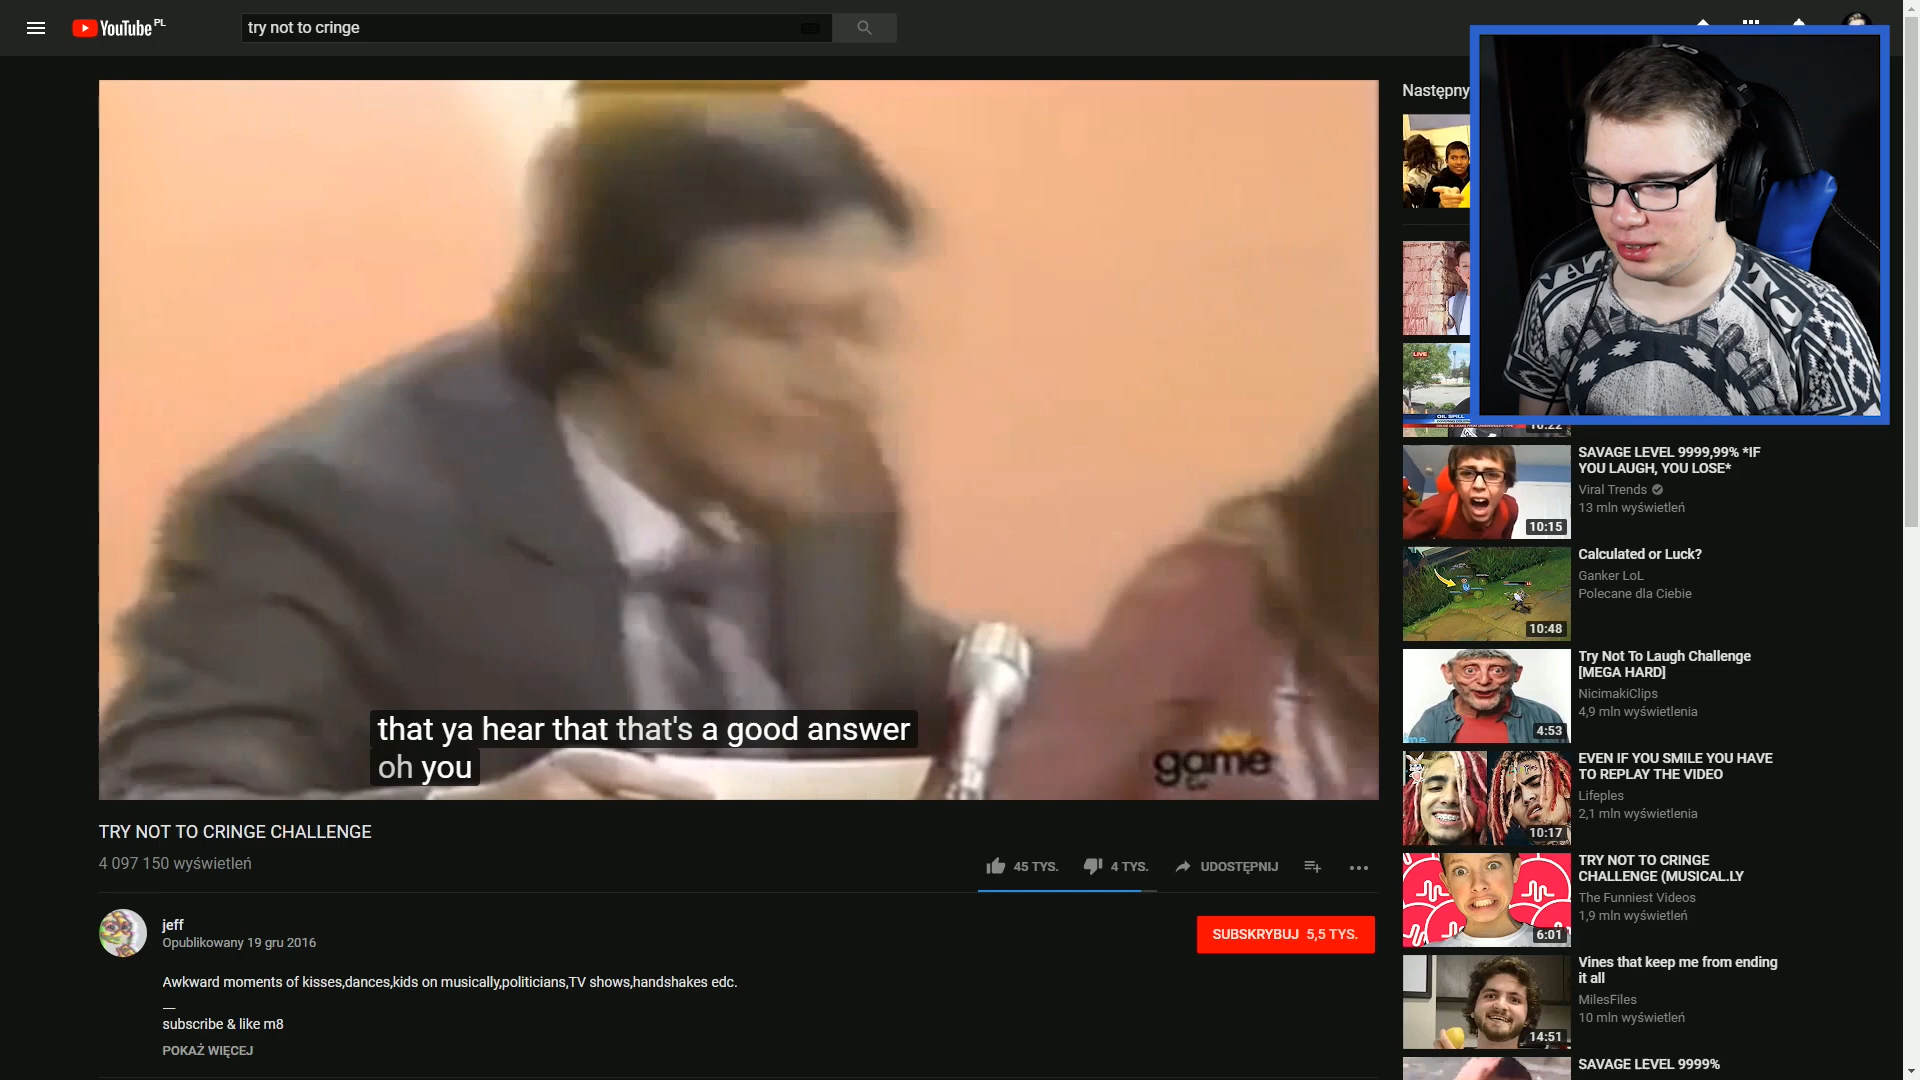 YouTube PL
try not to cringe
Następny
that ya hear that that's a good answer
oh you
game
TRY NOT TO CRINGE CHALLENGE
4 097 150 wyświetleń
45 TYS.
4 TYS.
UDOSTĘPNIJ
jeff
Opublikowany 19 gru 2016
SUBSKRYBUJ 5,5 TYS.
Awkward moments of kisses,dances,kids on musically,politicians,TV shows,handshakes edc.
—
subscribe & like m8
POKAŻ WIĘCEJ
LIVE
OIL SPILL
10:22
SAVAGE LEVEL 9999,99% *IF
YOU LAUGH, YOU LOSE*
Viral Trends
13 mln wyświetleń
10:15
Calculated or Luck?
Ganker LoL
Polecane dla Ciebie
10:48
Try Not To Laugh Challenge
[MEGA HARD]
NicimakiClips
4,9 mln wyświetlenia
me
4:53
EVEN IF YOU SMILE YOU HAVE
TO REPLAY THE VIDEO
Lifeples
2,1 mln wyświetlenia
10:17
TRY NOT TO CRINGE
CHALLENGE (MUSICAL.LY
The Funniest Videos
1,9 mln wyświetleń
6:01
Vines that keep me from ending
it all
MilesFiles
10 mln wyświetleń
14:51
SAVAGE LEVEL 9999%